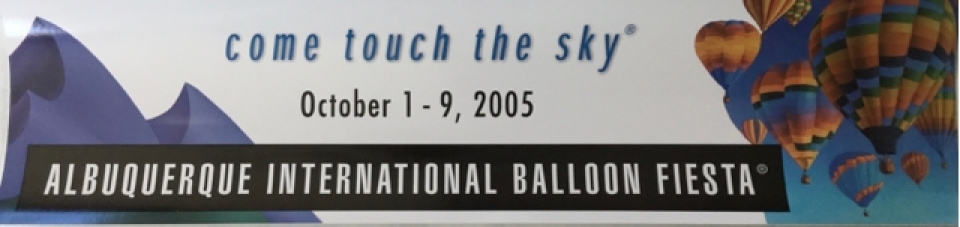 come touch the sky®
October 1 - 9, 2005
ALBUQUERQUE INTERNATIONAL BALLOON FIESTA®